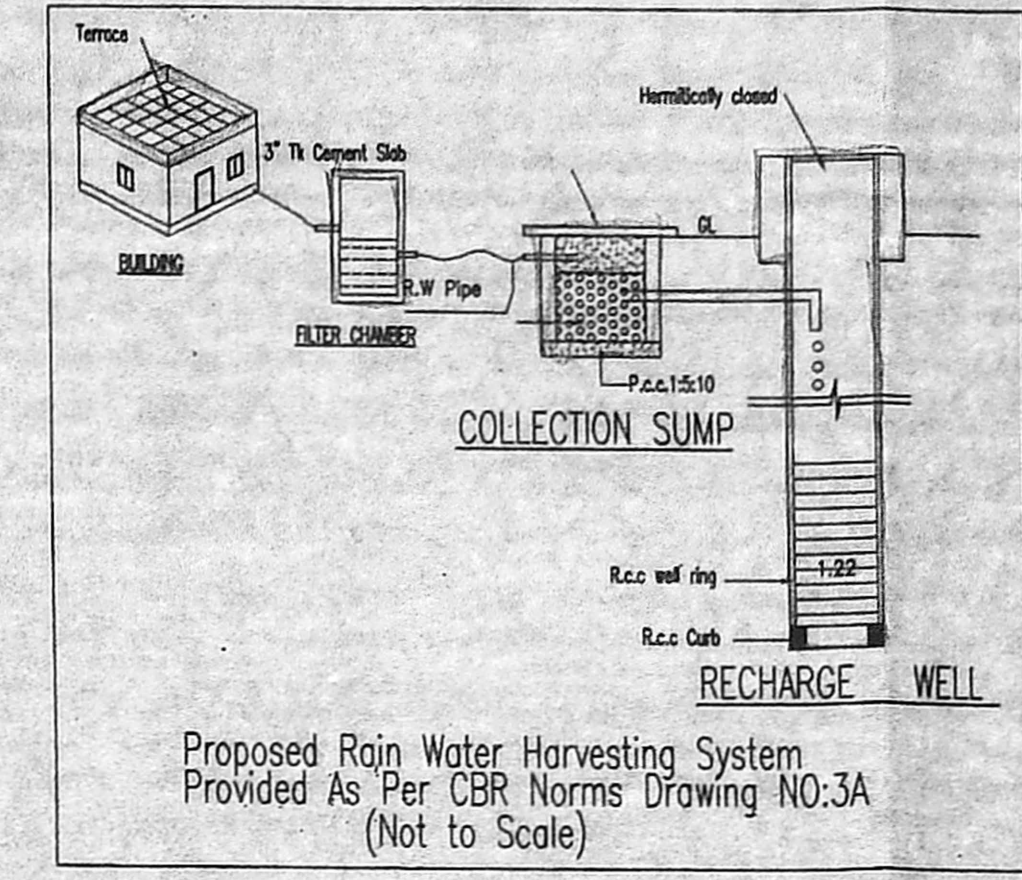 Terrace
Hermitically closed
3" Tk Cement Slab
GL
BUILDING
R.W Pipe
FILTER CHAMBER
P.c.c.1:5:10
COLLECTION SUMP
1.22
R.c.c well ring
R.c.c Curb
RECHARGE WELL
Proposed Rain Water Harvesting System
Provided As Per CBR Norms Drawing NO:3A
(Not to Scale)